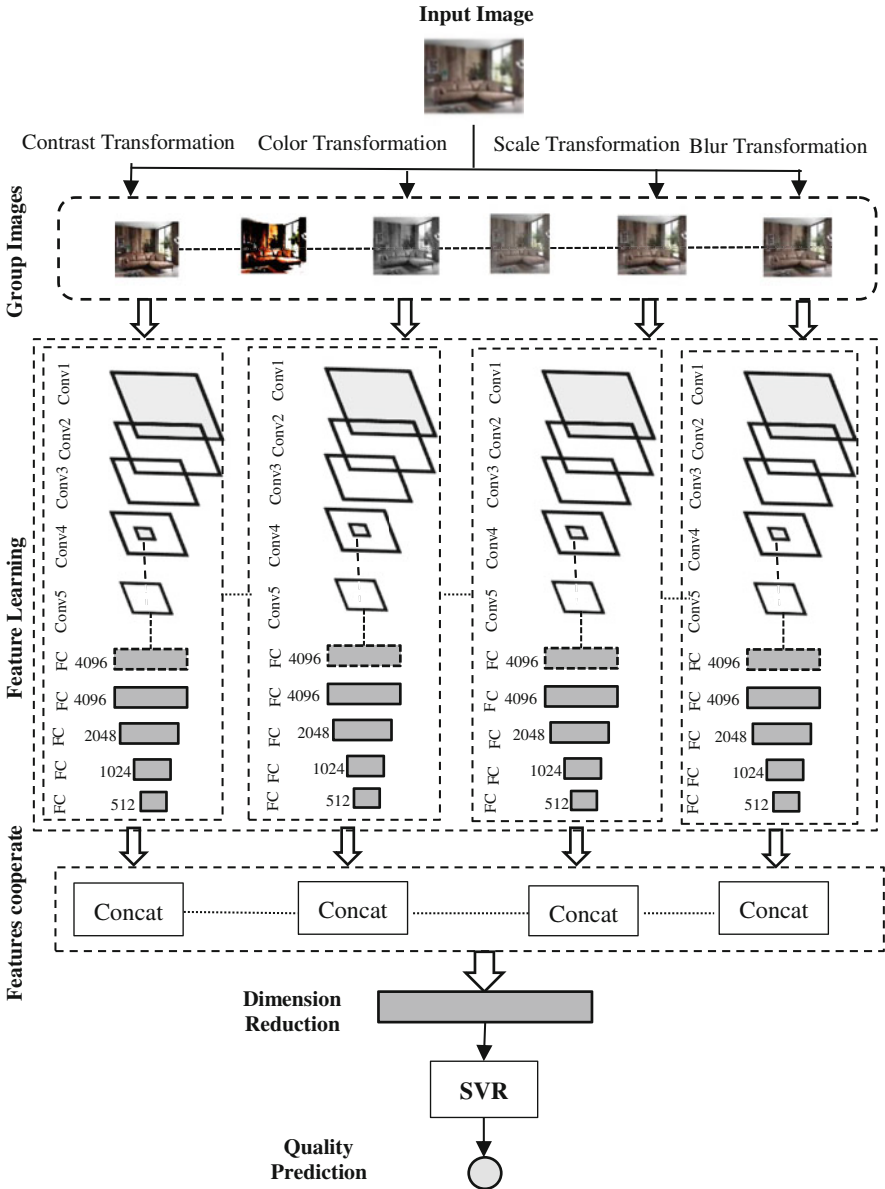 Input Image
Contrast Transformation
Color Transformation
Scale Transformation
Blur Transformation
Group Images
Feature Learning
Conv1
Conv2
Conv3
Conv4
Conv5
FC 4096
FC 4096
FC 2048
FC 1024
FC 512
Conv1
Conv2
Conv3
Conv4
Conv5
FC 4096
FC 4096
FC 2048
FC 1024
FC 512
Conv1
Conv2
Conv3
Conv4
Conv5
FC 4096
FC 4096
FC 2048
FC 1024
FC 512
Conv1
Conv2
Conv3
Conv4
Conv5
FC 4096
FC 4096
FC 2048
FC 1024
FC 512
Features cooperate
Concat
Concat
Concat
Concat
Dimension
Reduction
SVR
Quality
Prediction